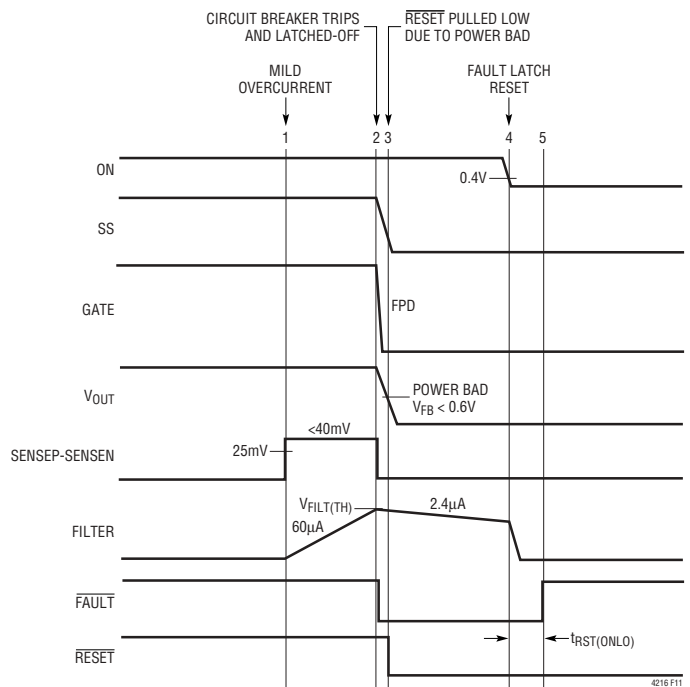 CIRCUIT BREAKER TRIPS
AND LATCHED-OFF
RESET PULLED LOW
DUE TO POWER BAD
MILD
OVERCURRENT
FAULT LATCH
RESET
1
2
3
4
5
ON
0.4V
SS
GATE
FPD
VOUT
POWER BAD
VFB < 0.6V
SENSEP-SENSEN
25mV
<40mV
FILTER
VFILT(TH)
60µA
2.4µA
FAULT
tRST(ONLO)
RESET
4216 F11